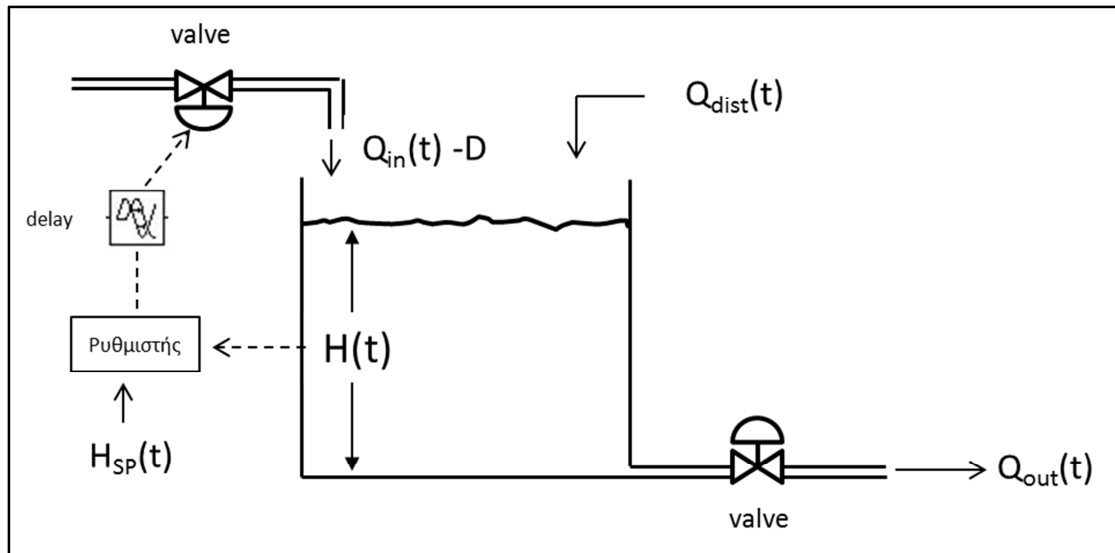 valve
Q_dist(t)
Q_in(t) -D
delay
Ρυθμιστής
H(t)
H_SP(t)
Q_out(t)
valve